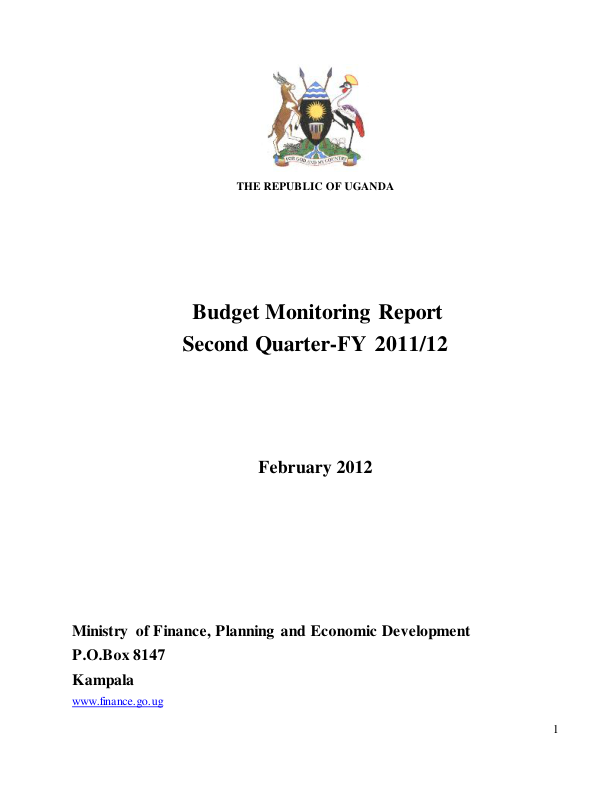 FOR GOD AND MY COUNTRY
THE REPUBLIC OF UGANDA
Budget Monitoring Report
Second Quarter-FY 2011/12
February 2012
Ministry of Finance, Planning and Economic Development
P.O.Box 8147
Kampala
www.finance.go.ug
1